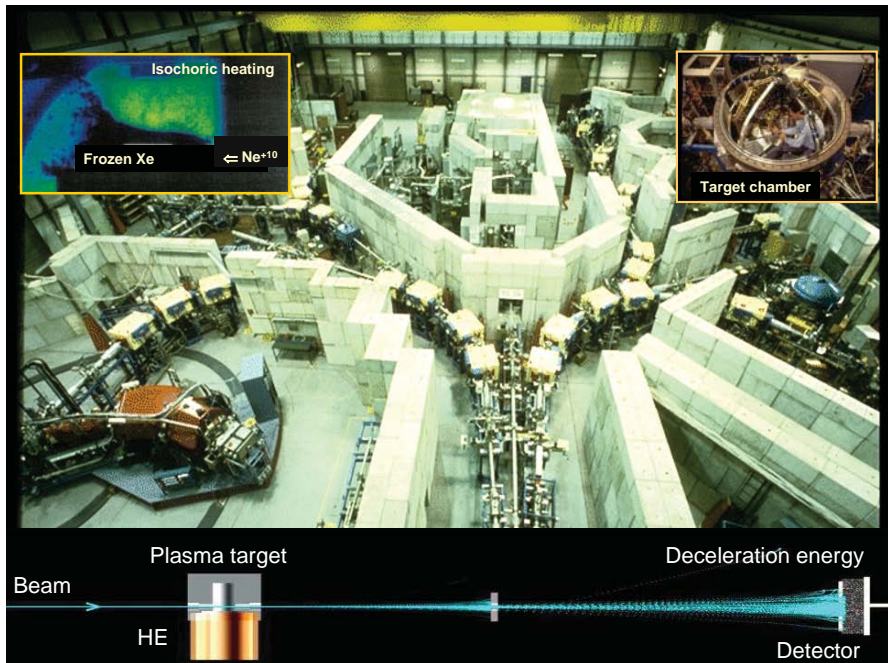 Isochoric heating
Frozen Xe
⇐ Ne+10
Target chamber
Plasma target
Deceleration energy
Beam
HE
Detector